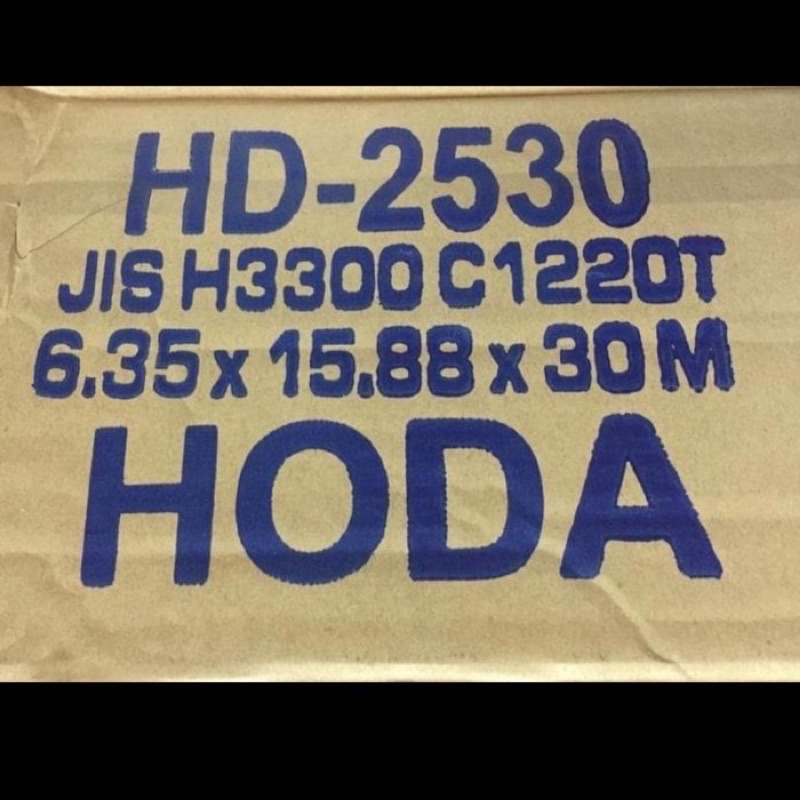 HD-2530
JIS H3300 C1220T
6.35 x 15.88 x 30 M
HODA